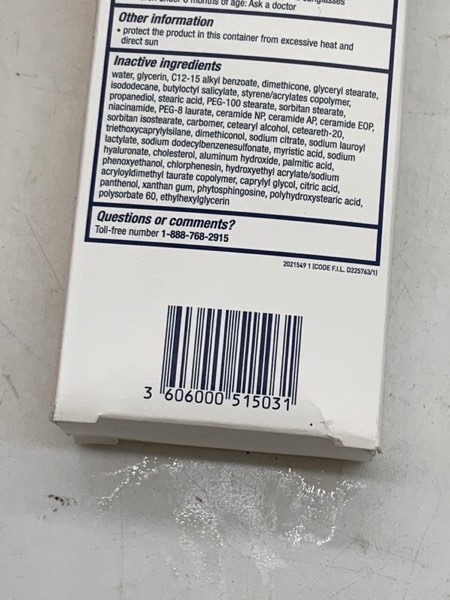 of age: Ask a doctor
Other information
• protect the product in this container from excessive heat and
direct sun
Inactive ingredients
water, glycerin, C12-15 alkyl benzoate, dimethicone, glyceryl stearate,
isododecane, butyloctyl salicylate, styrene/acrylates copolymer,
propanediol, stearic acid, PEG-100 stearate, sorbitan stearate,
niacinamide, PEG-8 laurate, ceramide NP, ceramide AP, ceramide EOP,
sorbitan isostearate, carbomer, cetearyl alcohol, ceteareth-20,
triethoxycaprylylsilane, dimethiconol, sodium citrate, sodium lauroyl
lactylate, sodium dodecylbenzenesulfonate, myristic acid, sodium
hyaluronate, cholesterol, aluminum hydroxide, palmitic acid,
phenoxyethanol, chlorphenesin, hydroxyethyl acrylate/sodium
acryloyldimethyl taurate copolymer, caprylyl glycol, citric acid,
panthenol, xanthan gum, phytosphingosine, polyhydroxystearic acid,
polysorbate 60, ethylhexylglycerin
Questions or comments?
Toll-free number 1-888-768-2915
2021549 1 (CODE F.I.L. D225763/1)
3 606000 515031